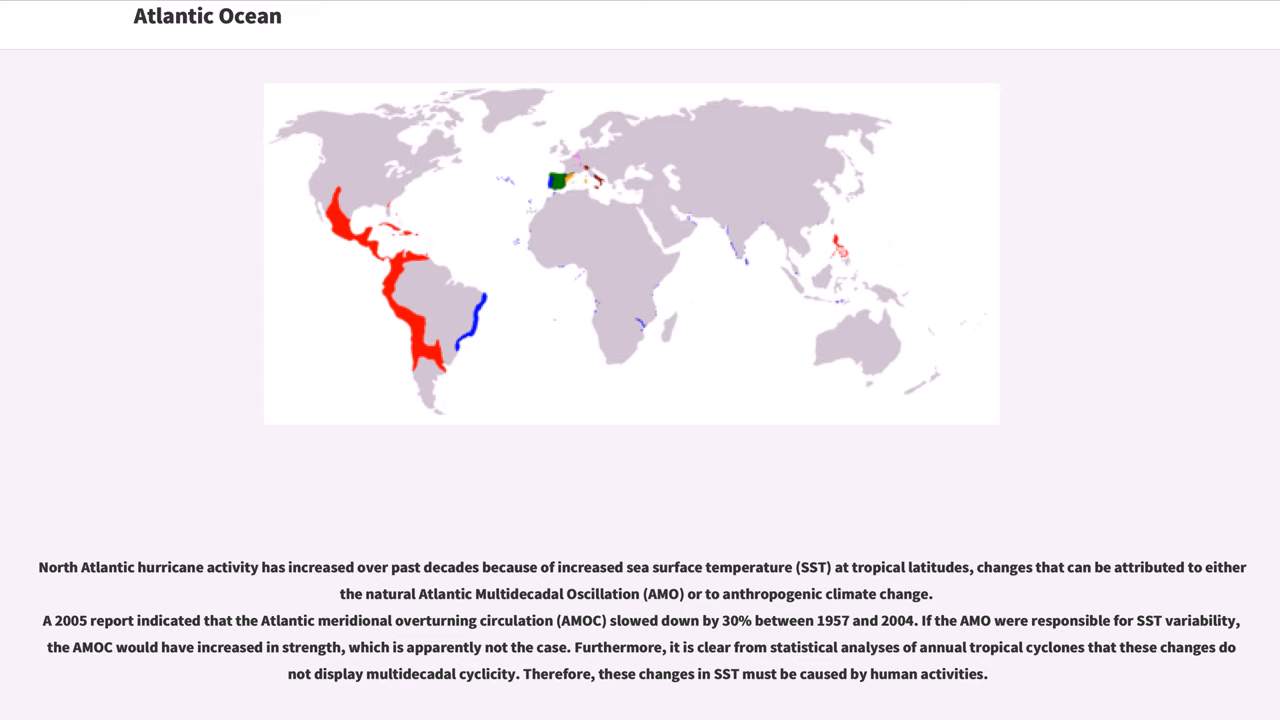 Atlantic Ocean
North Atlantic hurricane activity has increased over past decades because of increased sea surface temperature (SST) at tropical latitudes, changes that can be attributed to either
the natural Atlantic Multidecadal Oscillation (AMO) or to anthropogenic climate change.
A 2005 report indicated that the Atlantic meridional overturning circulation (AMOC) slowed down by 30% between 1957 and 2004. If the AMO were responsible for SST variability,
the AMOC would have increased in strength, which is apparently not the case. Furthermore, it is clear from statistical analyses of annual tropical cyclones that these changes do
not display multidecadal cyclicity. Therefore, these changes in SST must be caused by human activities.